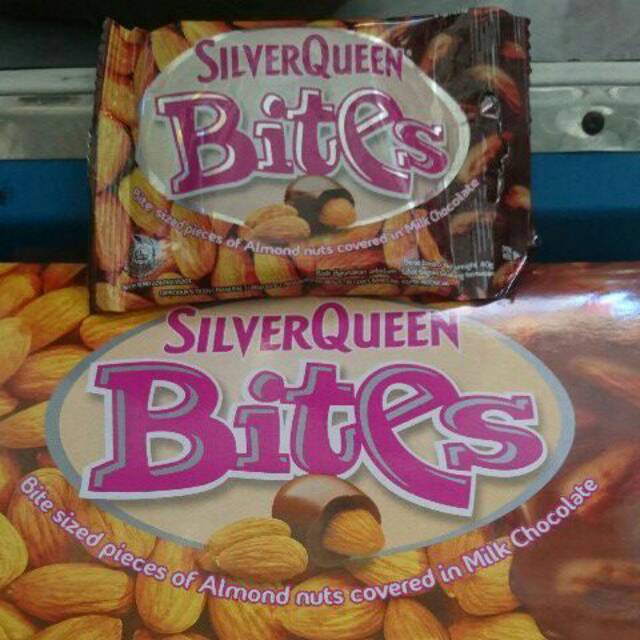 SILVERQUEEN
Bites
Bite sized pieces of Almond nuts covered in Milk Chocolate
SILVERQUEEN
Bites
Bite sized pieces of Almond nuts covered in Milk Chocolate